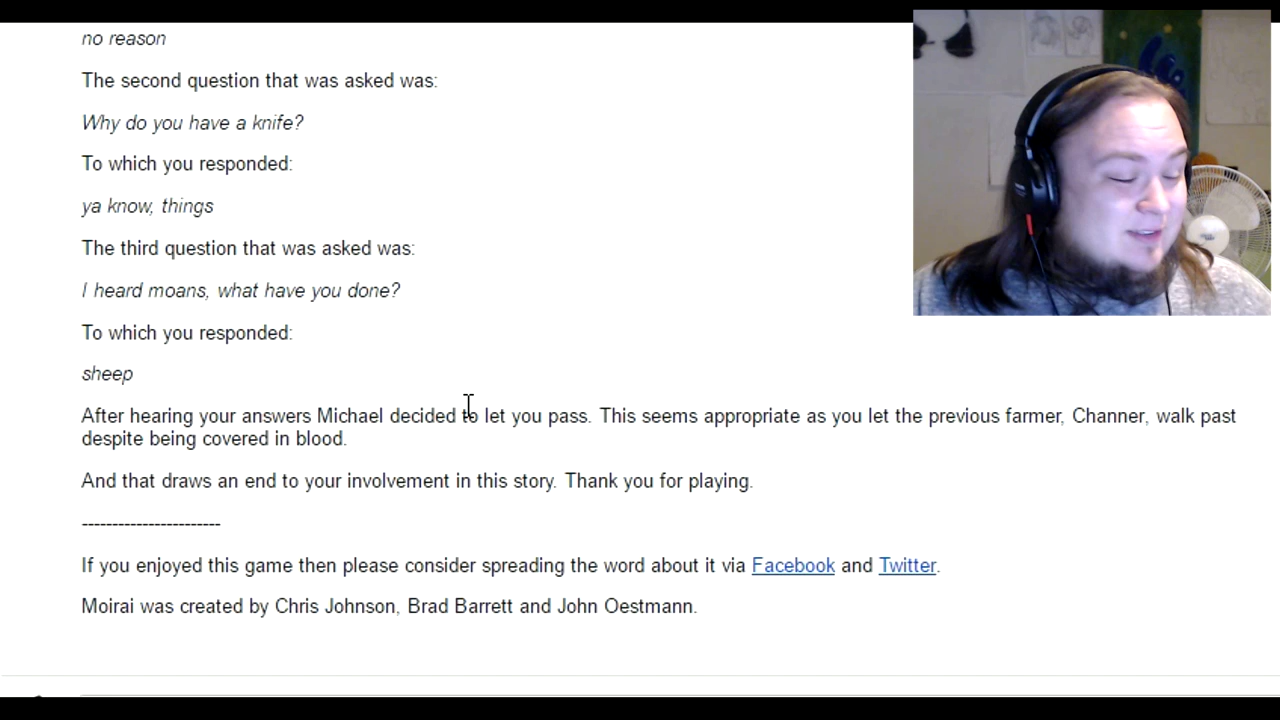 no reason
The second question that was asked was:
Why do you have a knife?
To which you responded:
ya know, things
The third question that was asked was:
I heard moans, what have you done?
To which you responded:
sheep
After hearing your answers Michael decided to let you pass. This seems appropriate as you let the previous farmer, Channer, walk past
despite being covered in blood.
And that draws an end to your involvement in this story. Thank you for playing.
-----------------------
If you enjoyed this game then please consider spreading the word about it via Facebook and Twitter.
Moirai was created by Chris Johnson, Brad Barrett and John Oestmann.